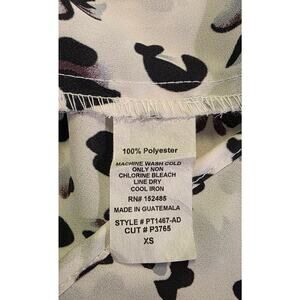 100% Polyester
MACHINE WASH COLD
ONLY NON
CHLORINE BLEACH
LINE DRY
COOL IRON
RN# 152485
MADE IN GUATEMALA
STYLE # PT1467-AD
CUT # P3765
XS